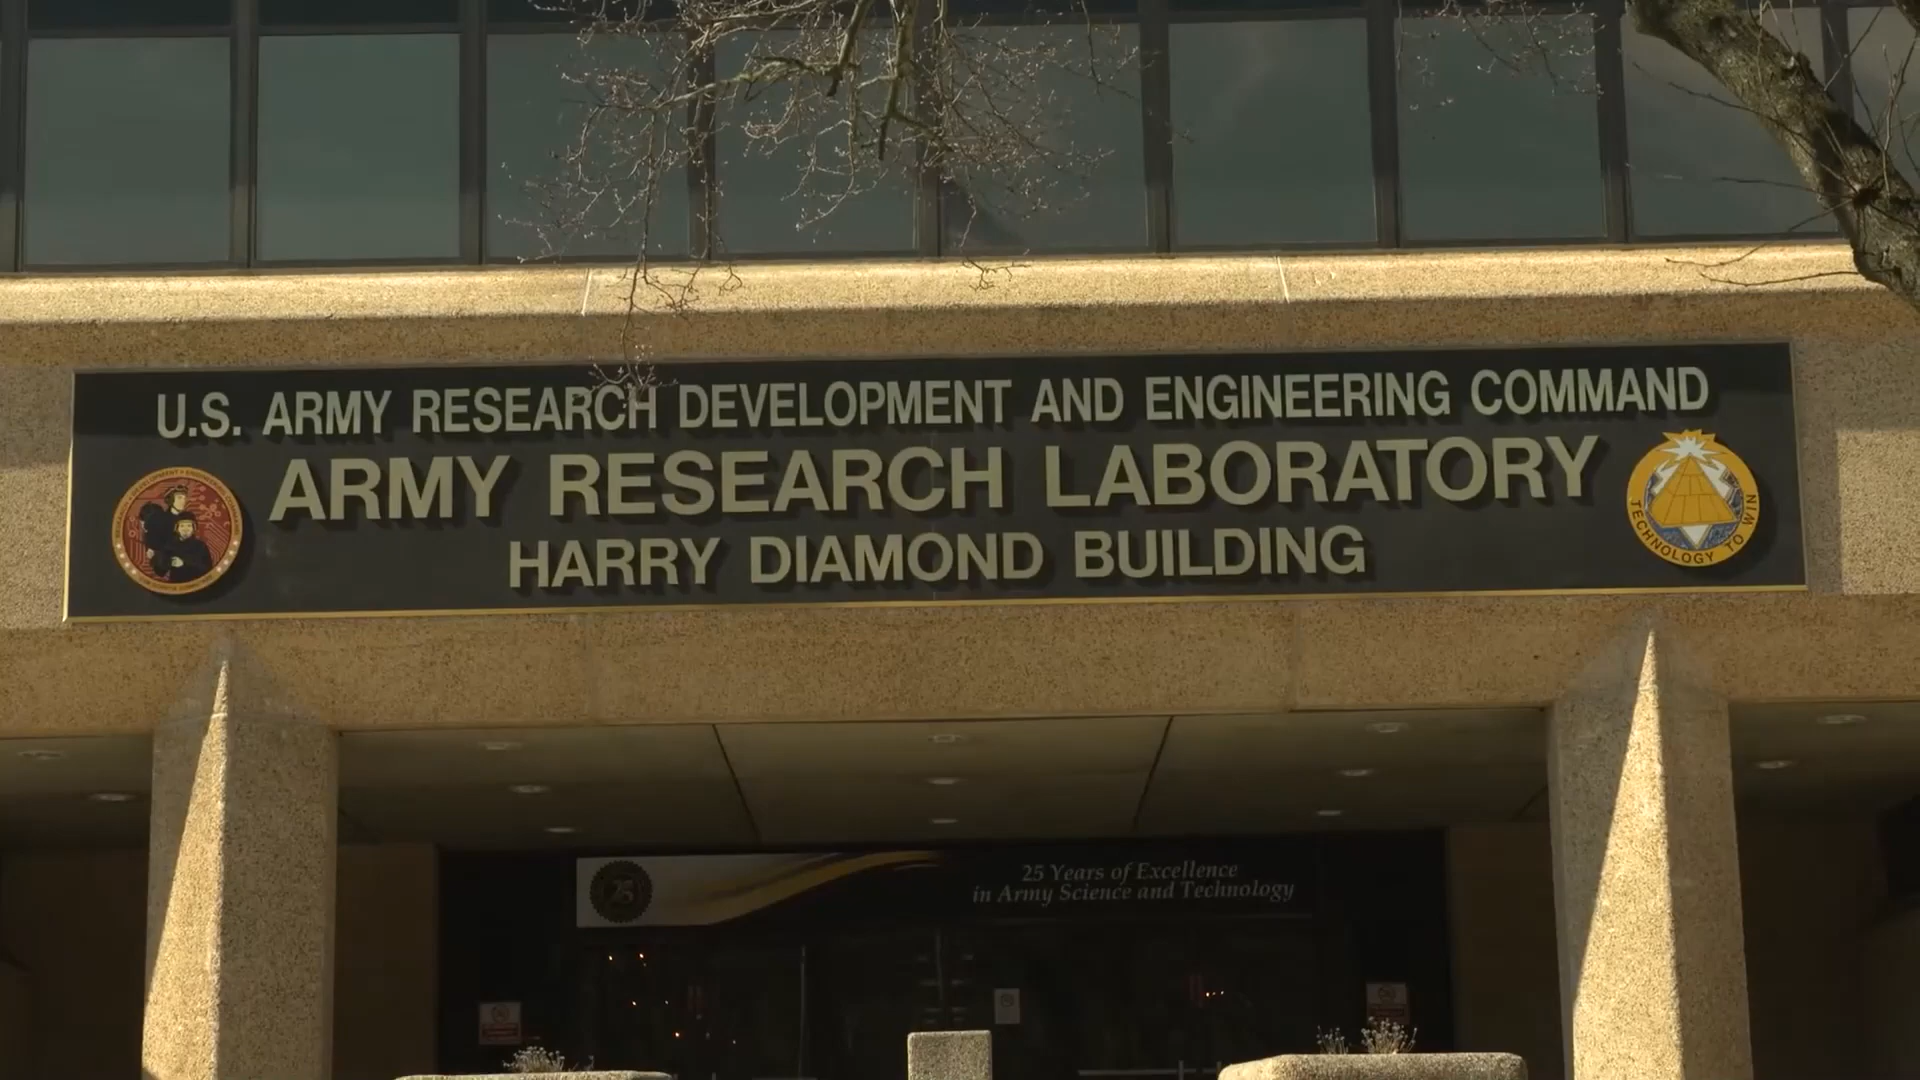 U.S. ARMY RESEARCH DEVELOPMENT AND ENGINEERING COMMAND
ARMY RESEARCH LABORATORY
HARRY DIAMOND BUILDING
TECHNOLOGY TO WIN
25
25 Years of Excellence
in Army Science and Technology